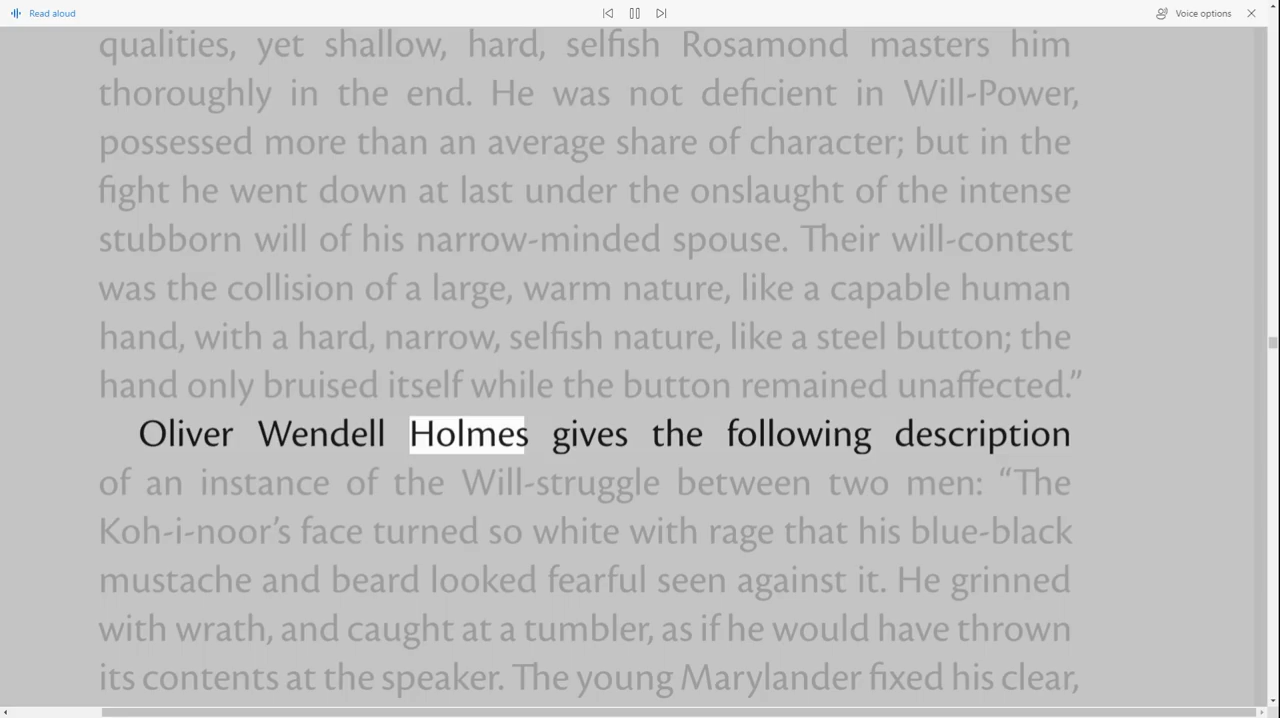 Read aloud
Voice options
qualities, yet shallow, hard, selfish Rosamond masters him
thoroughly in the end. He was not deficient in Will-Power,
possessed more than an average share of character; but in the
fight he went down at last under the onslaught of the intense
stubborn will of his narrow-minded spouse. Their will-contest
was the collision of a large, warm nature, like a capable human
hand, with a hard, narrow, selfish nature, like a steel button; the
hand only bruised itself while the button remained unaffected.”
Oliver Wendell Holmes gives the following description
of an instance of the Will-struggle between two men: “The
Koh-i-noor’s face turned so white with rage that his blue-black
mustache and beard looked fearful seen against it. He grinned
with wrath, and caught at a tumbler, as if he would have thrown
its contents at the speaker. The young Marylander fixed his clear,